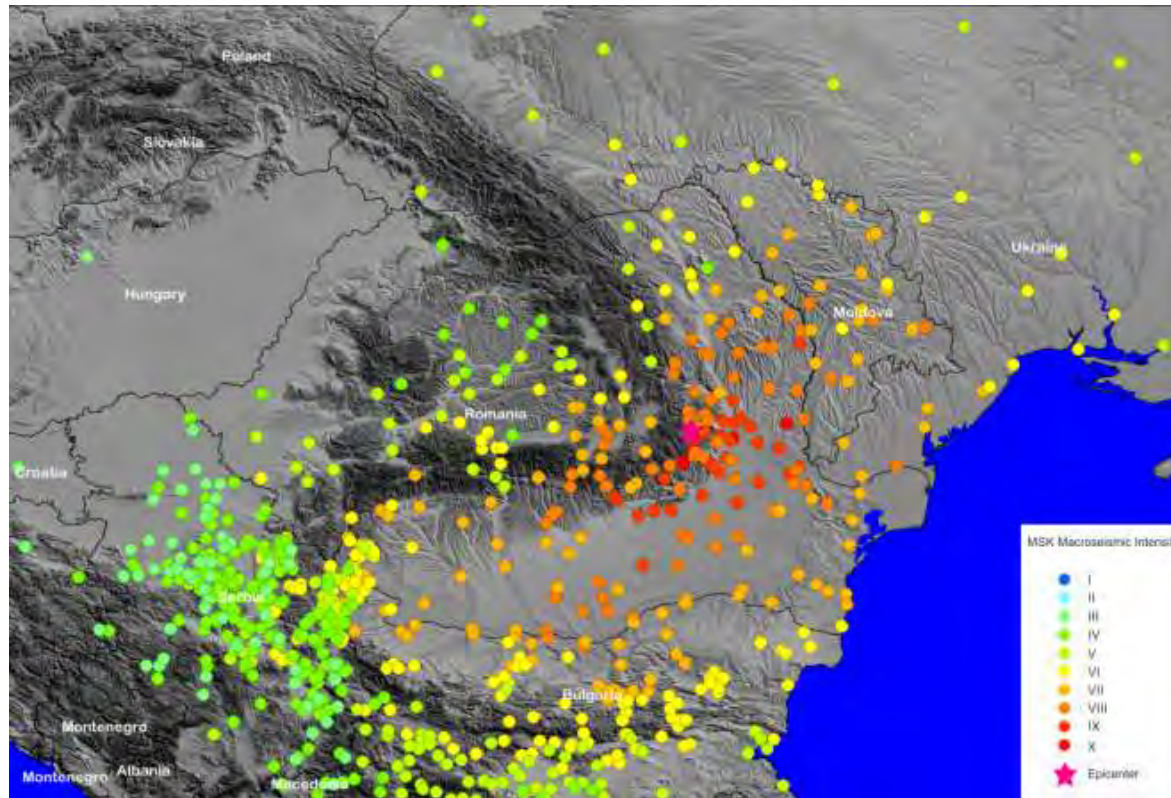 Poland
Slovakia
Ukraine
Hungary
Moldova
Romania
Croatia
MSK Macroseismic Intensi
I
II
Serbia
III
IV
V
VI
VII
Bulgaria
VIII
Montenegro
IX
X
Montenegro
Albania
Macedonia
Epicenter